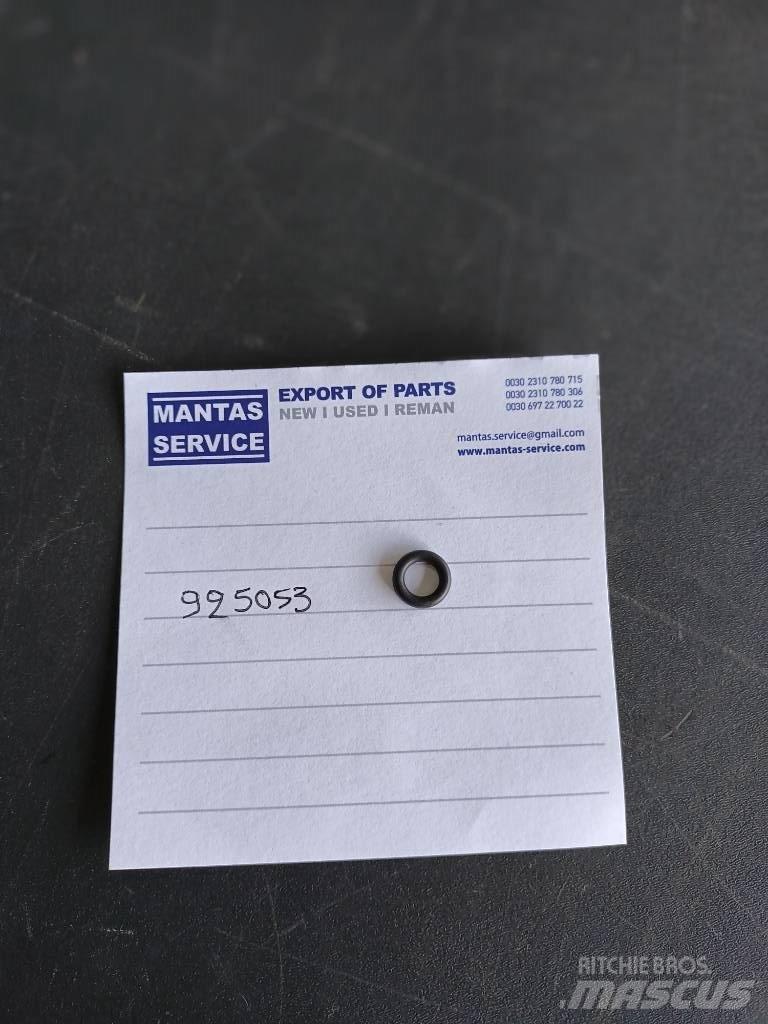 MANTAS
SERVICE
EXPORT OF PARTS
NEW I USED I REMAN
0030 2310 780 715
0030 2310 780 306
0030 697 22 700 22
mantas.service@gmail.com
www.mantas-service.com
925053
RITCHIE BROS.
MASCUS